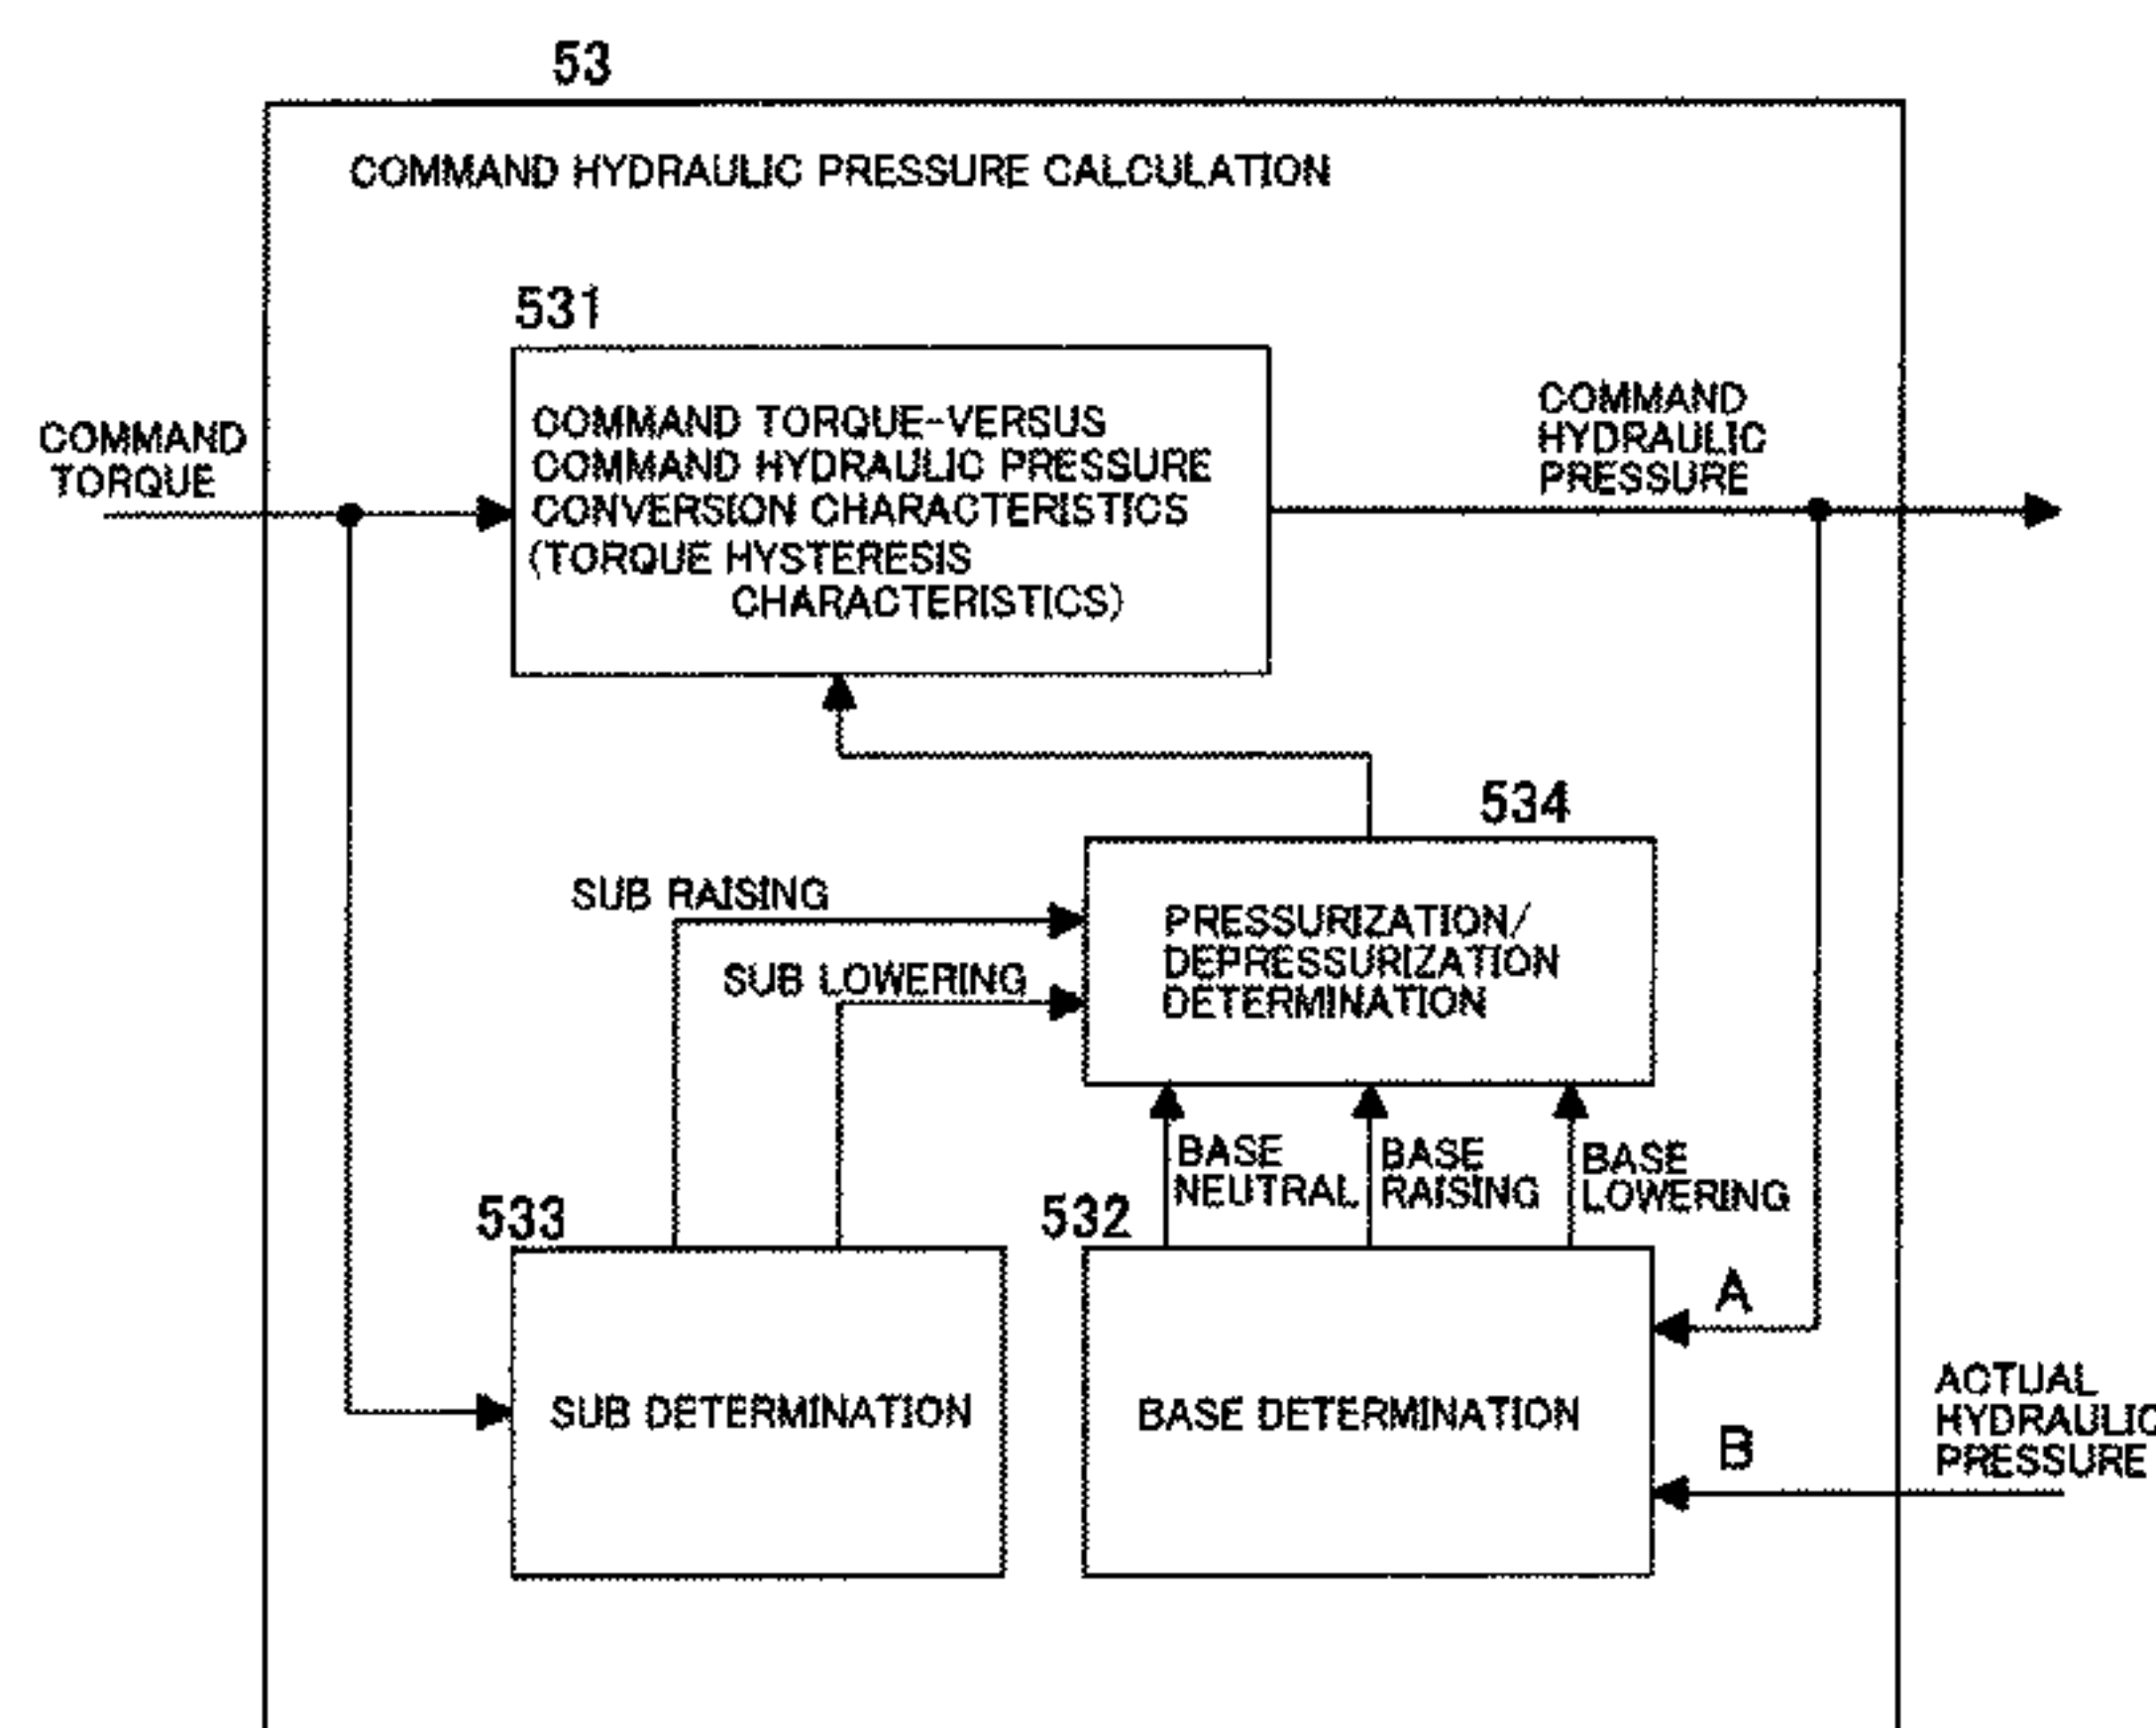 53
COMMAND HYDRAULIC PRESSURE CALCULATION
531
COMMAND TORQUE-VERSUS
COMMAND HYDRAULIC PRESSURE
CONVERSION CHARACTERISTICS
(TORQUE HYSTERESIS
CHARACTERISTICS)
COMMAND
TORQUE
COMMAND
HYDRAULIC
PRESSURE
534
PRESSURIZATION/
DEPRESSURIZATION
DETERMINATION
SUB RAISING
SUB LOWERING
BASE
NEUTRAL
BASE
RAISING
BASE
LOWERING
533
SUB DETERMINATION
532
BASE DETERMINATION
A
B
ACTUAL
HYDRAULIC
PRESSURE